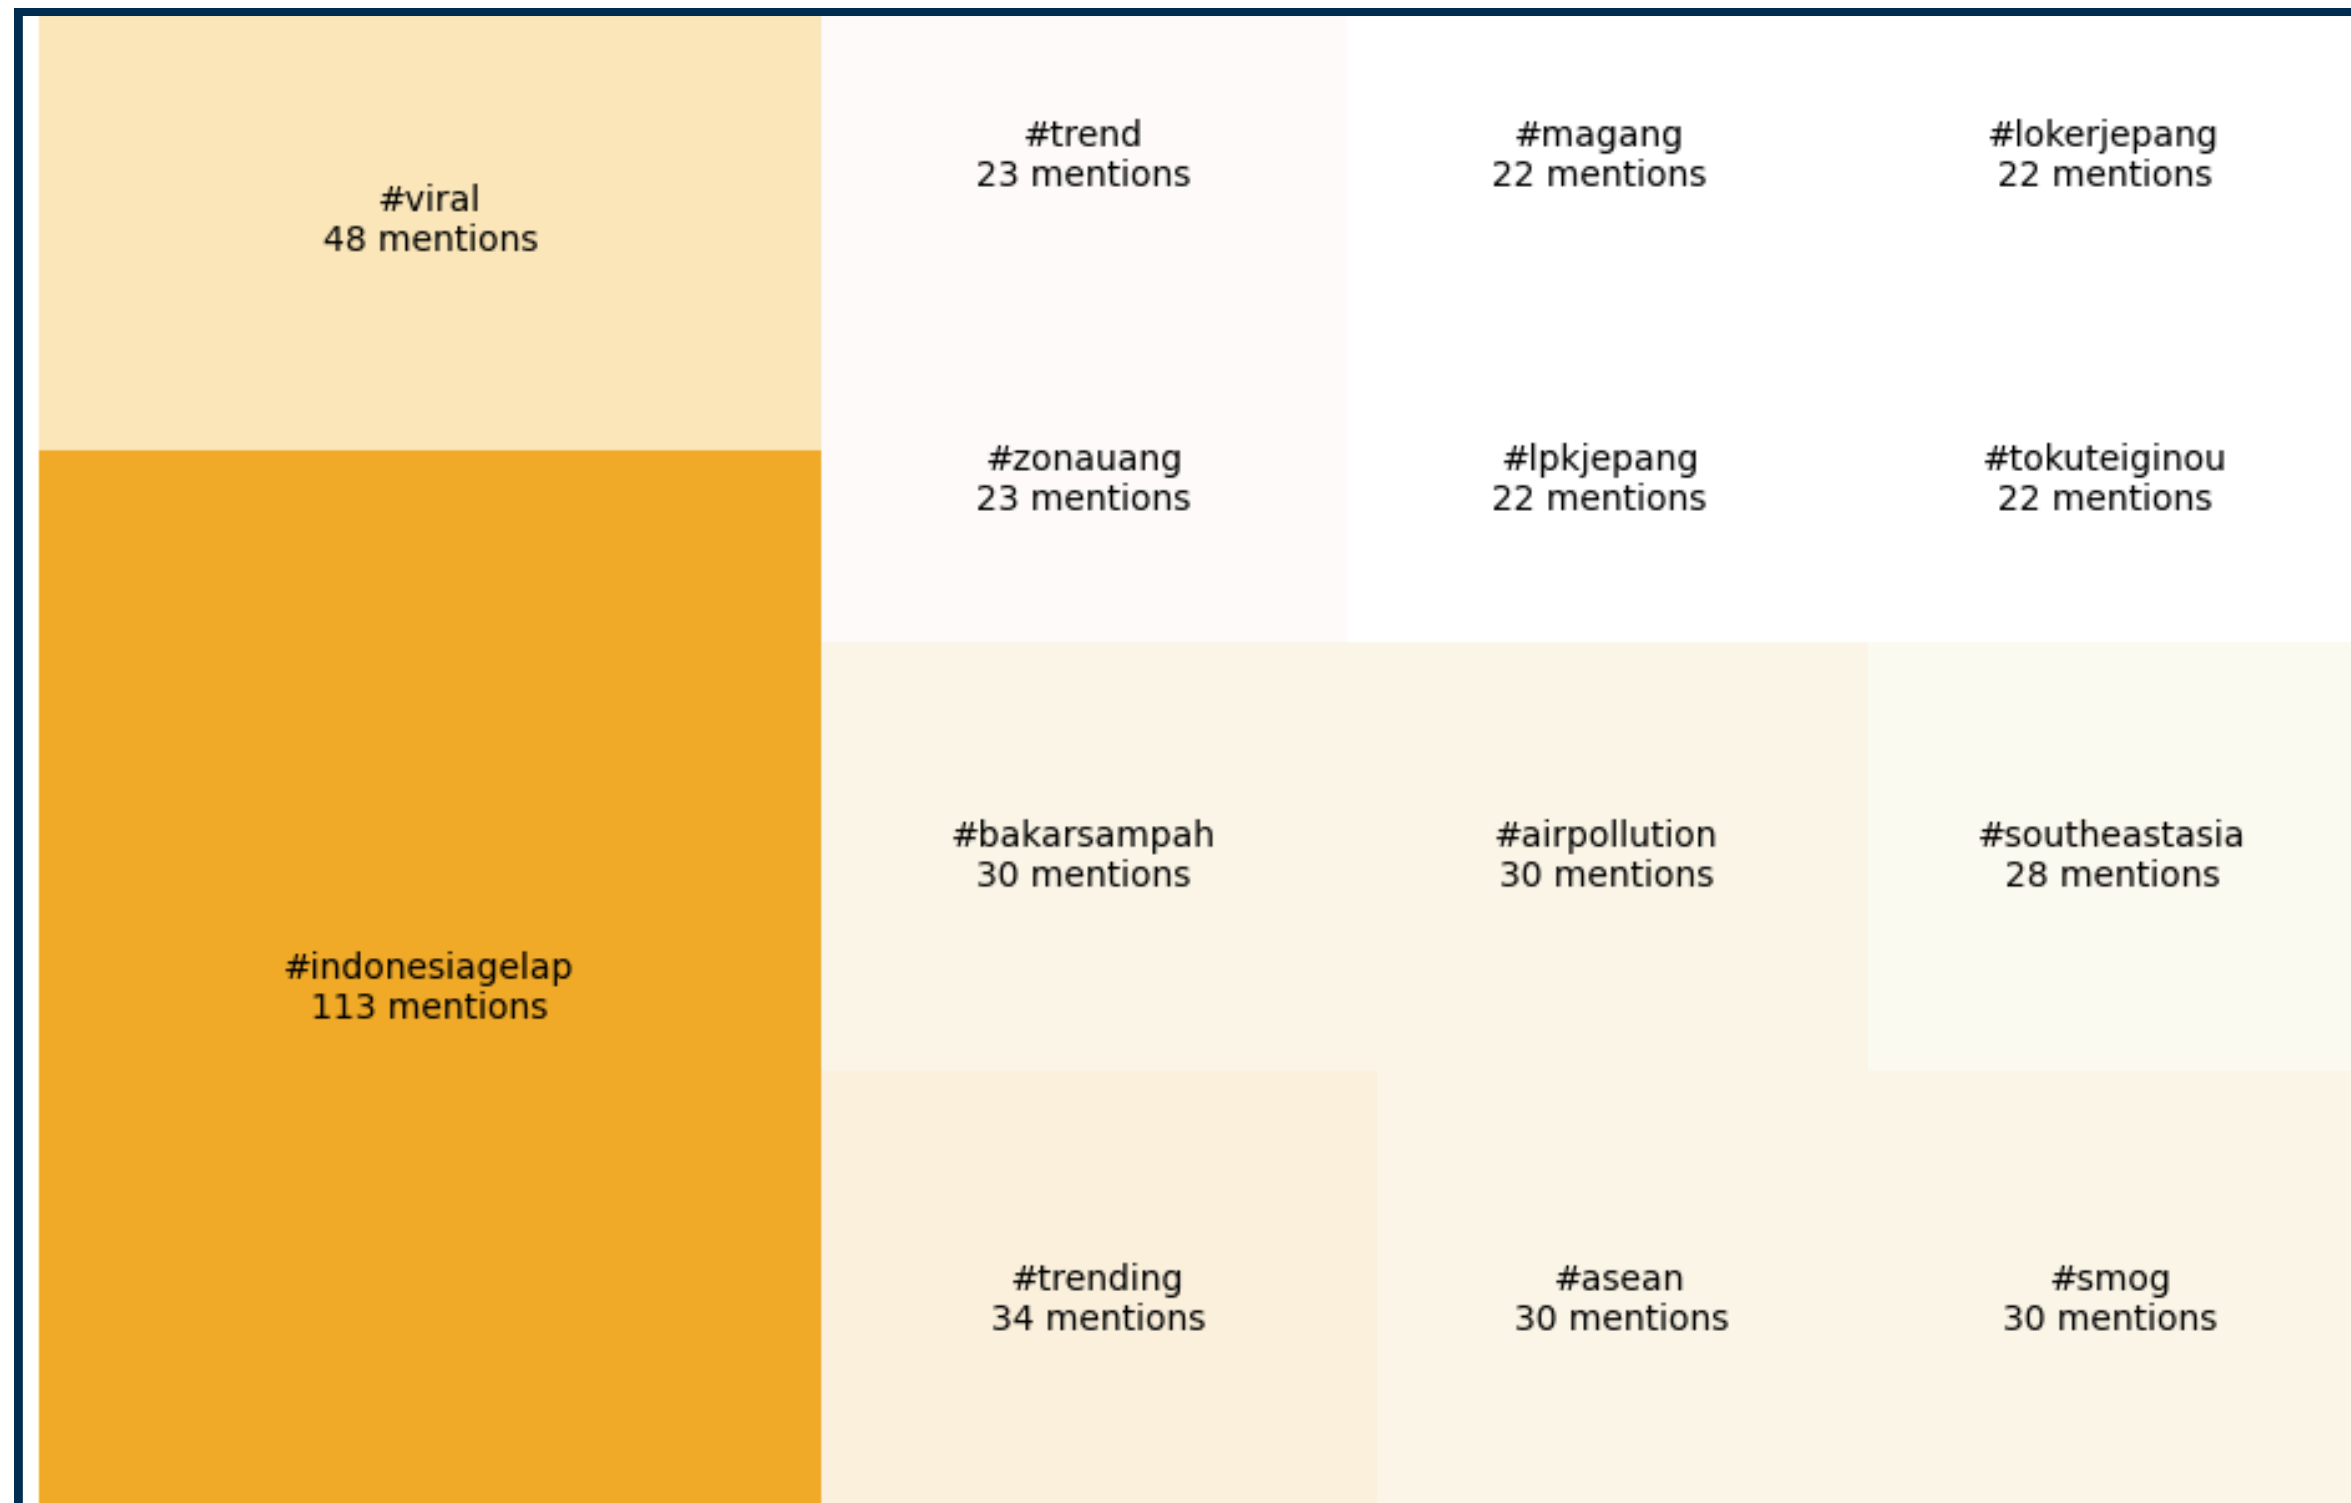 #viral
48 mentions
#trend
23 mentions
#magang
22 mentions
#lokerjepang
22 mentions
#zonauang
23 mentions
#lpkjepang
22 mentions
#tokuteiginou
22 mentions
#indonesiagelap
113 mentions
#bakarsampah
30 mentions
#airpollution
30 mentions
#southeastasia
28 mentions
#trending
34 mentions
#asean
30 mentions
#smog
30 mentions